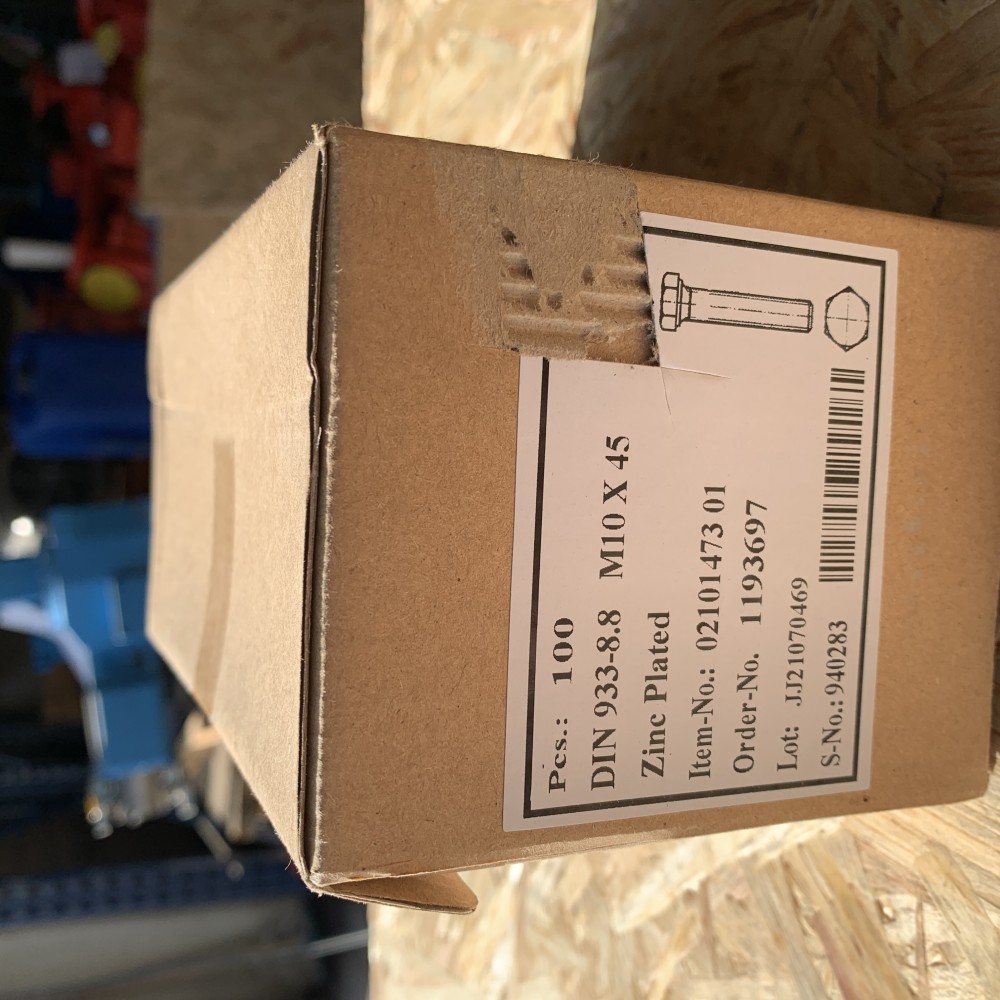 Pcs.: 100
DIN 933-8.8 M10 X 45
Zinc Plated
Item-No.: 02101473 01
Order-No. 1193697
Lot: JJ21070469
S-No.: 940283